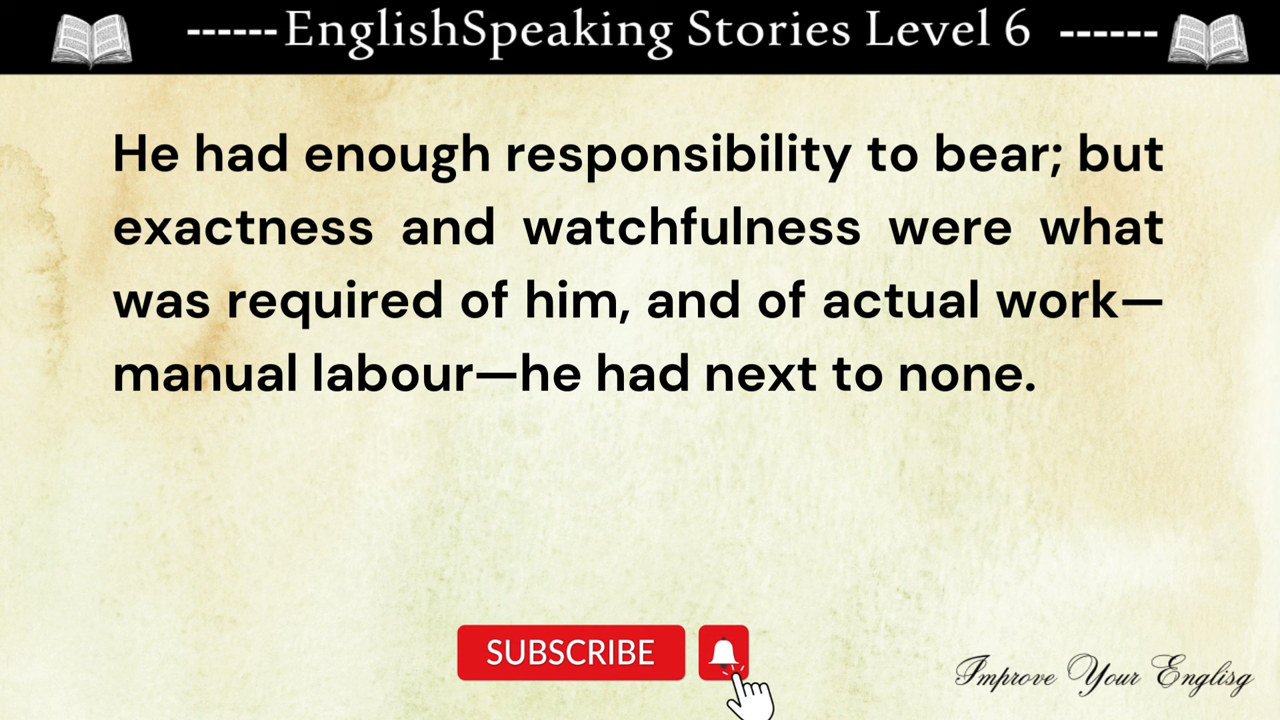 ------EnglishSpeaking Stories Level 6 ------
He had enough responsibility to bear; but
exactness and watchfulness were what
was required of him, and of actual work—
manual labour—he had next to none.
SUBSCRIBE
Improve Your Englisg